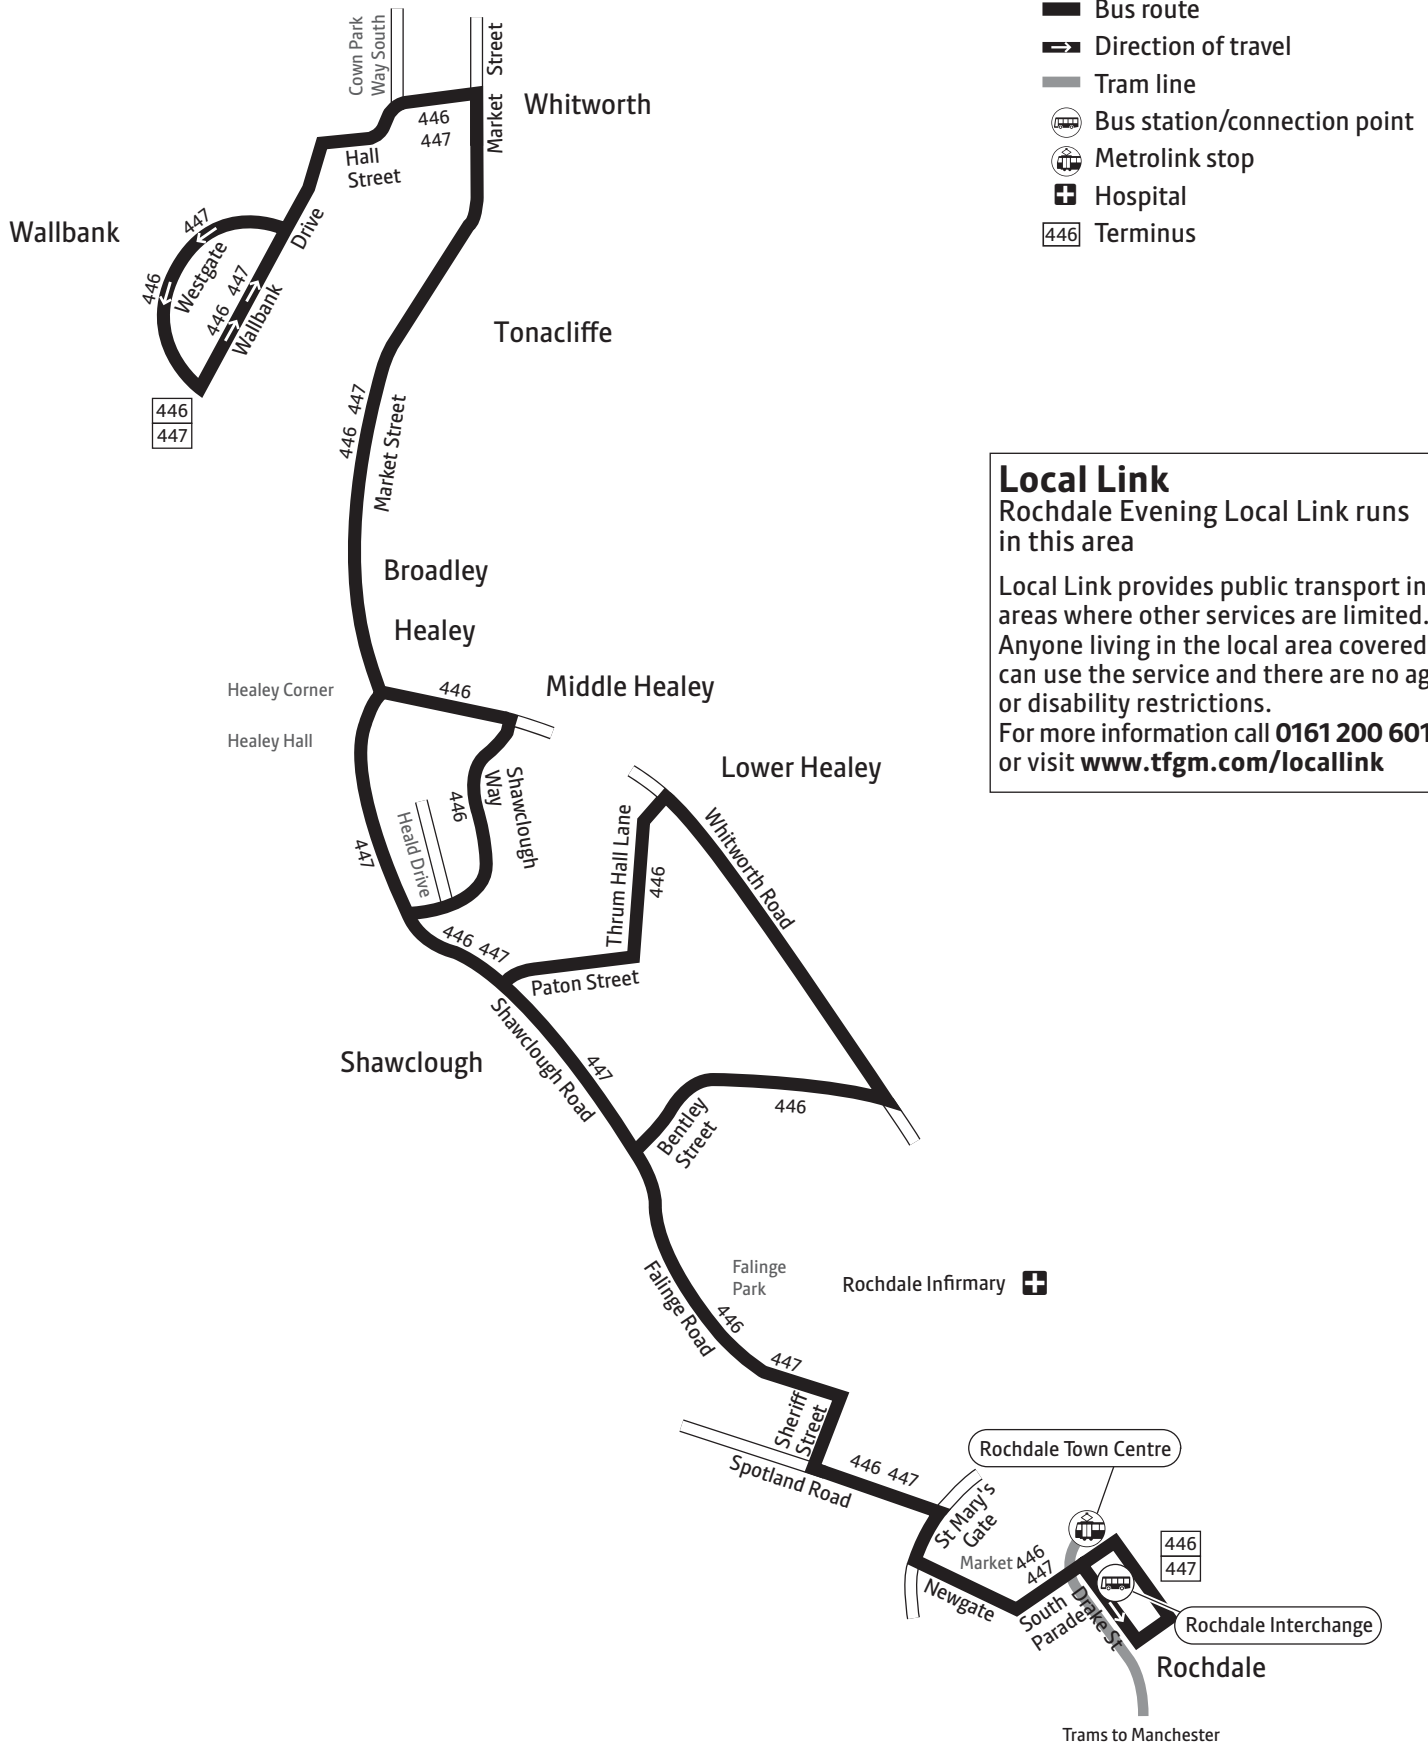 Bus route
Direction of travel
Tram line
Bus station/connection point
Metrolink stop
Hospital
446 Terminus
Cown Park
Way South
Market Street
Whitworth
446
447
Hall
Street
Wallbank
447
446
Westgate
446 447
Wallbank Drive
Tonacliffe
446
447
446 447
Market Street
Broadley
Healey
Healey Corner
446
Middle Healey
Healey Hall
Lower Healey
Shawclough
Way
446
Heald Drive
447
Thrum Hall Lane
446
Whitworth Road
446 447
Paton Street
Shawclough Road
447
Shawclough
Bentley
Street
446
Local Link
Rochdale Evening Local Link runs
in this area
Local Link provides public transport in
areas where other services are limited.
Anyone living in the local area covered
can use the service and there are no ag
or disability restrictions.
For more information call 0161 200 601
or visit www.tfgm.com/locallink
Falinge
Park
Rochdale Infirmary
Falinge Road
446
447
Sheriff
Street
Spotland Road
446 447
Rochdale Town Centre
St Mary's
Gate
Market
446
447
Newgate
South
Parade
Drake St
446
447
Rochdale Interchange
Rochdale
Trams to Manchester